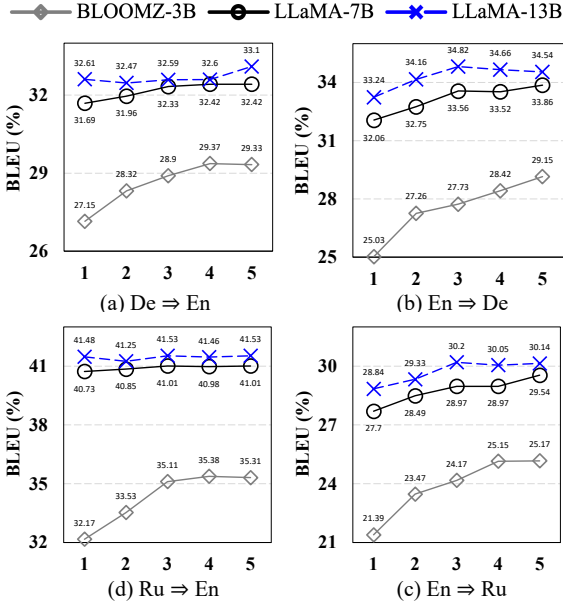 BLOOMZ-3B LLaMA-7B LLaMA-13B
BLEU (%)
32
29
26
32.61 32.47 32.59 32.6 33.1
31.69 31.96 32.33 32.42 32.42
27.15 28.32 28.9 29.37 29.33
1 2 3 4 5
(a) De ⇒ En
BLEU (%)
34
31
28
25
33.24 34.16 34.82 34.66 34.54
32.06 32.75 33.56 33.52 33.86
25.03 27.26 27.73 28.42 29.15
1 2 3 4 5
(b) En ⇒ De
BLEU (%)
41
38
35
32
41.48 41.25 41.53 41.46 41.53
40.73 40.85 41.01 40.98 41.01
32.17 33.53 35.11 35.38 35.31
1 2 3 4 5
(d) Ru ⇒ En
BLEU (%)
30
27
24
21
28.84 29.33 30.2 30.05 30.14
27.7 28.49 28.97 28.97 29.54
21.39 23.47 24.17 25.15 25.17
1 2 3 4 5
(c) En ⇒ Ru